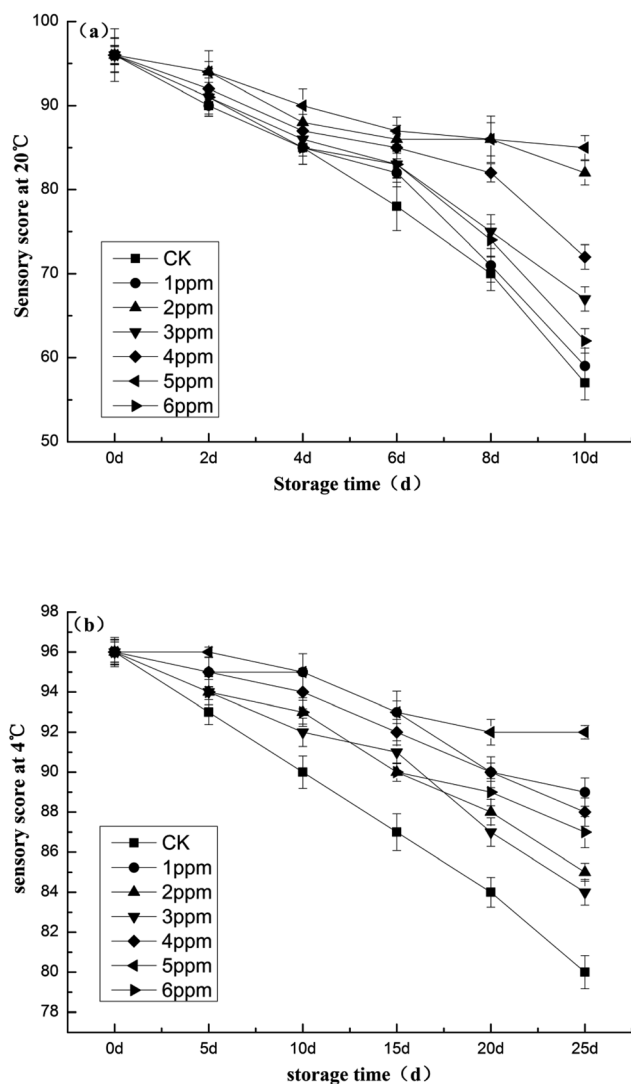 (a)
Sensory score at 20℃
100
90
80
70
60
50
CK
1ppm
2ppm
3ppm
4ppm
5ppm
6ppm
0d 2d 4d 6d 8d 10d
Storage time（d）
(b)
sensory score at 4℃
98
96
94
92
90
88
86
84
82
80
78
CK
1ppm
2ppm
3ppm
4ppm
5ppm
6ppm
0d 5d 10d 15d 20d 25d
storage time（d）